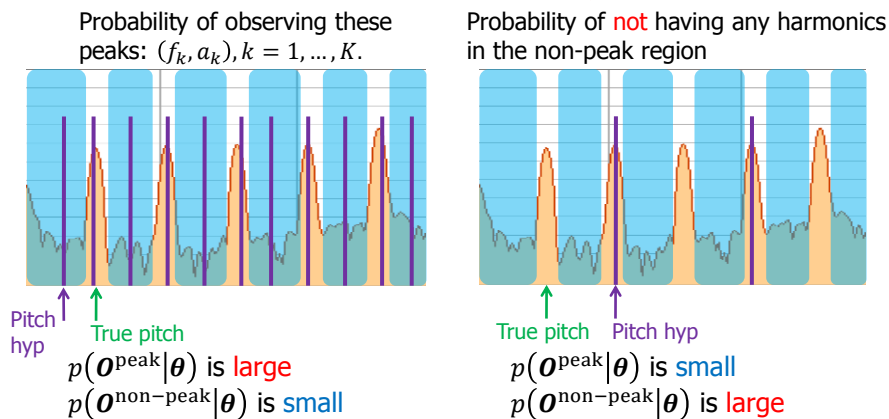 Probability of observing these
peaks: (f_k, a_k), k = 1, …, K.
Pitch
hyp
True pitch
p(O^peak|θ) is large
p(O^non−peak|θ) is small
Probability of not having any harmonics
in the non-peak region
True pitch
Pitch hyp
p(O^peak|θ) is small
p(O^non−peak|θ) is large